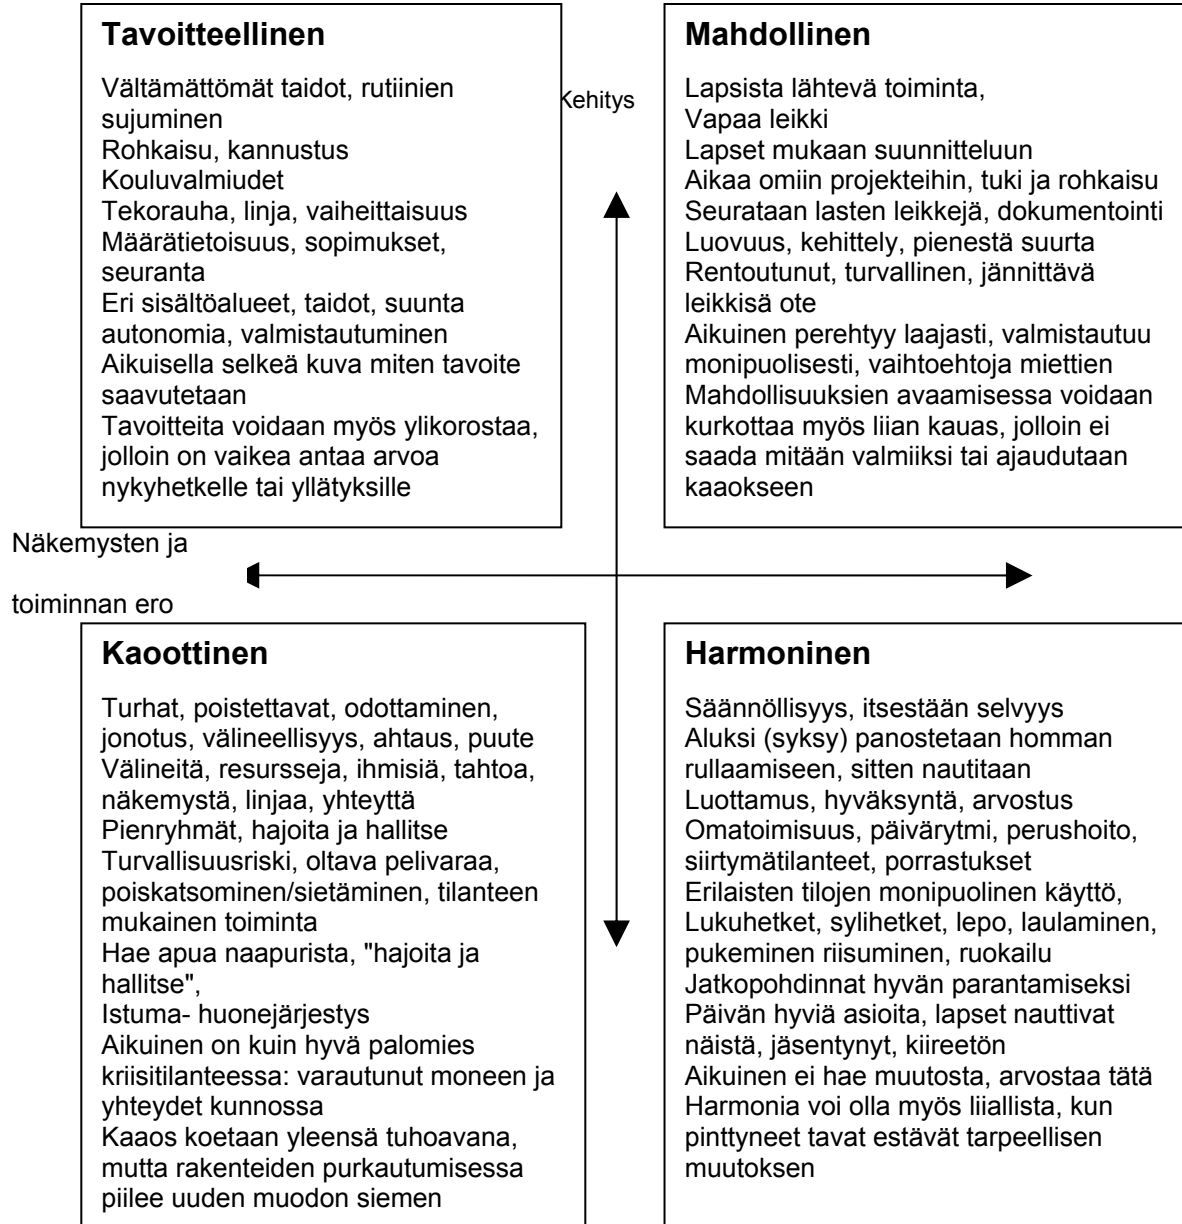 Tavoitteellinen
Vältämättömät taidot, rutiinien
sujuminen
Rohkaisu, kannustus
Kouluvalmiudet
Tekorauha, linja, vaiheittaisuus
Määrätietoisuus, sopimukset,
seuranta
Eri sisältöalueet, taidot, suunta
autonomia, valmistautuminen
Aikuisella selkeä kuva miten tavoite
saavutetaan
Tavoitteita voidaan myös ylikorostaa,
jolloin on vaikea antaa arvoa
nykyhetkelle tai yllätyksille
Kehitys
Mahdollinen
Lapsista lähtevä toiminta,
Vapaa leikki
Lapset mukaan suunnitteluun
Aikaa omiin projekteihin, tuki ja rohkaisu
Seurataan lasten leikkejä, dokumentointi
Luovuus, kehittely, pienestä suurta
Rentoutunut, turvallinen, jännittävä
leikkisä ote
Aikuinen perehtyy laajasti, valmistautuu
monipuolisesti, vaihtoehtoja miettien
Mahdollisuuksien avaamisessa voidaan
kurkottaa myös liian kauas, jolloin ei
saada mitään valmiiksi tai ajaudutaan
kaaokseen
Näkemysten ja
toiminnan ero
Kaoottinen
Turhat, poistettavat, odottaminen,
jonotus, välineellisyys, ahtaus, puute
Välineitä, resursseja, ihmisiä, tahtoa,
näkemystä, linjaa, yhteyttä
Pienryhmät, hajoita ja hallitse
Turvallisuusriski, oltava pelivaraa,
poiskatsominen/sietäminen, tilanteen
mukainen toiminta
Hae apua naapurista, "hajoita ja
hallitse",
Istuma- huonejärjestys
Aikuinen on kuin hyvä palomies
kriisitilanteessa: varautunut moneen ja
yhteydet kunnossa
Kaaos koetaan yleensä tuhoavana,
mutta rakenteiden purkautumisessa
piilee uuden muodon siemen
Harmoninen
Säännöllisyys, itsestään selvyys
Aluksi (syksy) panostetaan homman
rullaamiseen, sitten nautitaan
Luottamus, hyväksyntä, arvostus
Omatoimisuus, päivärytmi, perushoito,
siirtymätilanteet, porrastukset
Erilaisten tilojen monipuolinen käyttö,
Lukuhetket, sylihetket, lepo, laulaminen,
pukeminen riisuminen, ruokailu
Jatkopohdinnat hyvän parantamiseksi
Päivän hyviä asioita, lapset nauttivat
näistä, jäsentynyt, kiireetön
Aikuinen ei hae muutosta, arvostaa tätä
Harmonia voi olla myös liiallista, kun
pinttyneet tavat estävät tarpeellisen
muutoksen